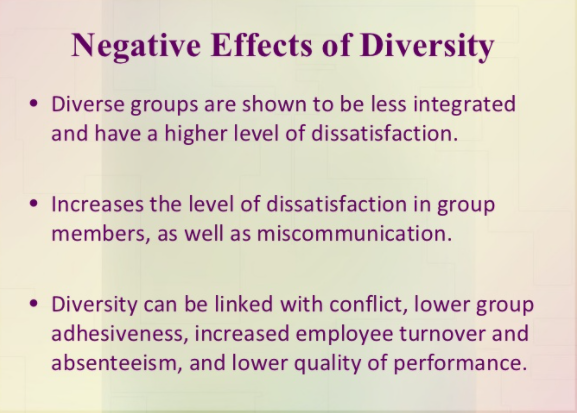 Negative Effects of Diversity
• Diverse groups are shown to be less integrated
and have a higher level of dissatisfaction.
• Increases the level of dissatisfaction in group
members, as well as miscommunication.
• Diversity can be linked with conflict, lower group
adhesiveness, increased employee turnover and
absenteeism, and lower quality of performance.